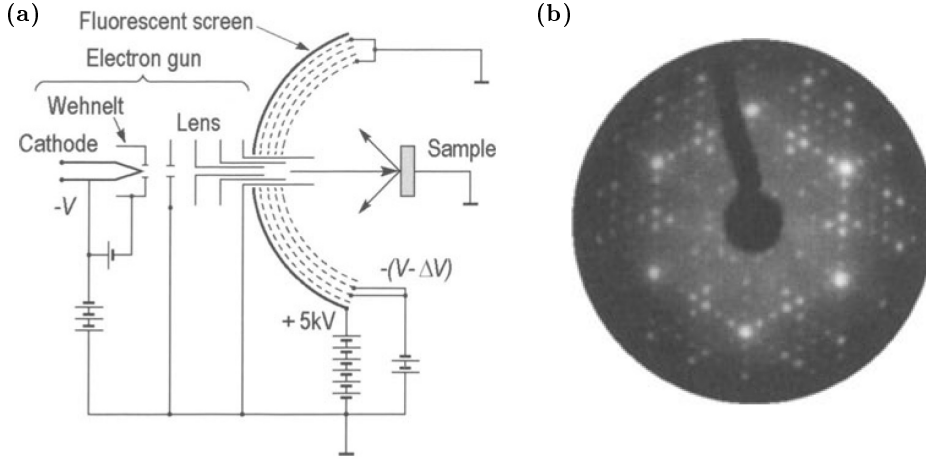 (a)
(b)
Fluorescent screen
Electron gun
Wehnelt
Lens
Cathode
Sample
-V
-(V- ΔV)
+ 5kV